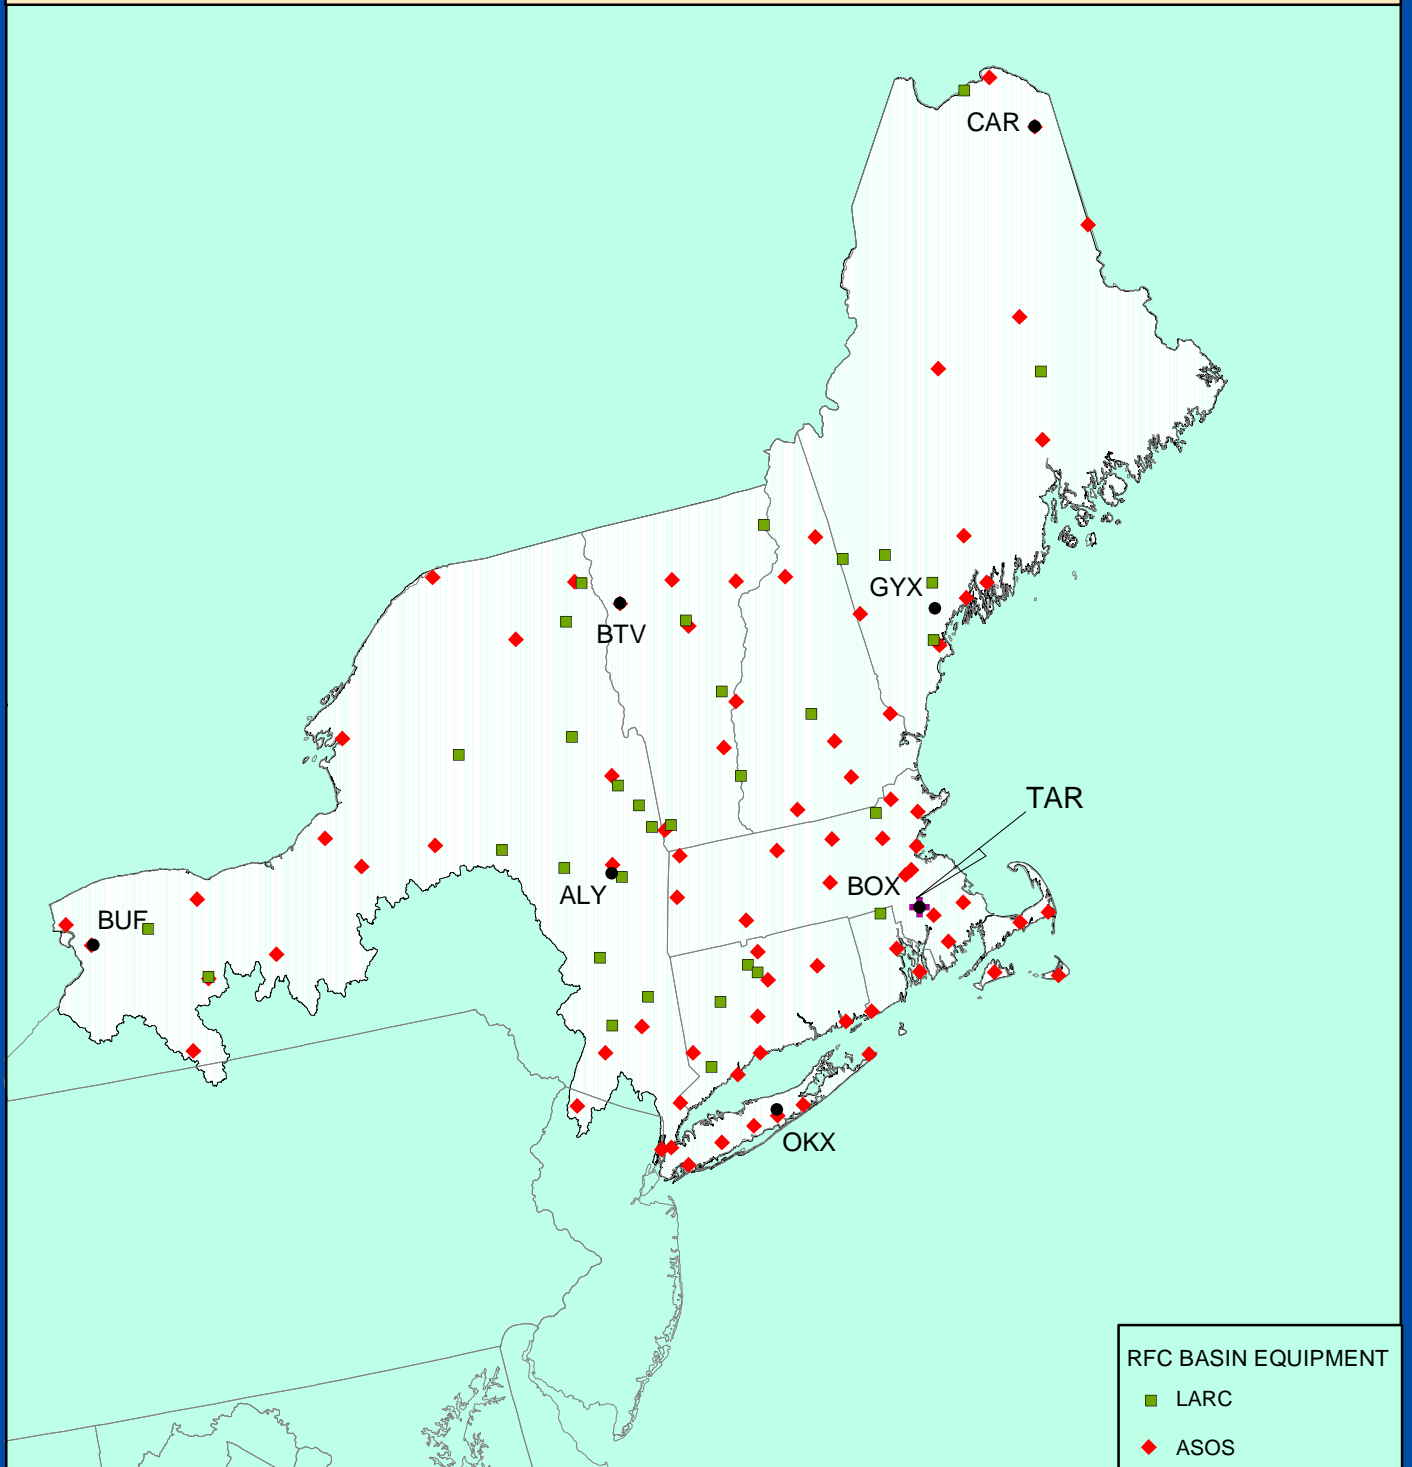 CAR
GYX
BTV
TAR
BOX
ALY
BUF
OKX
RFC BASIN EQUIPMENT
LARC
ASOS